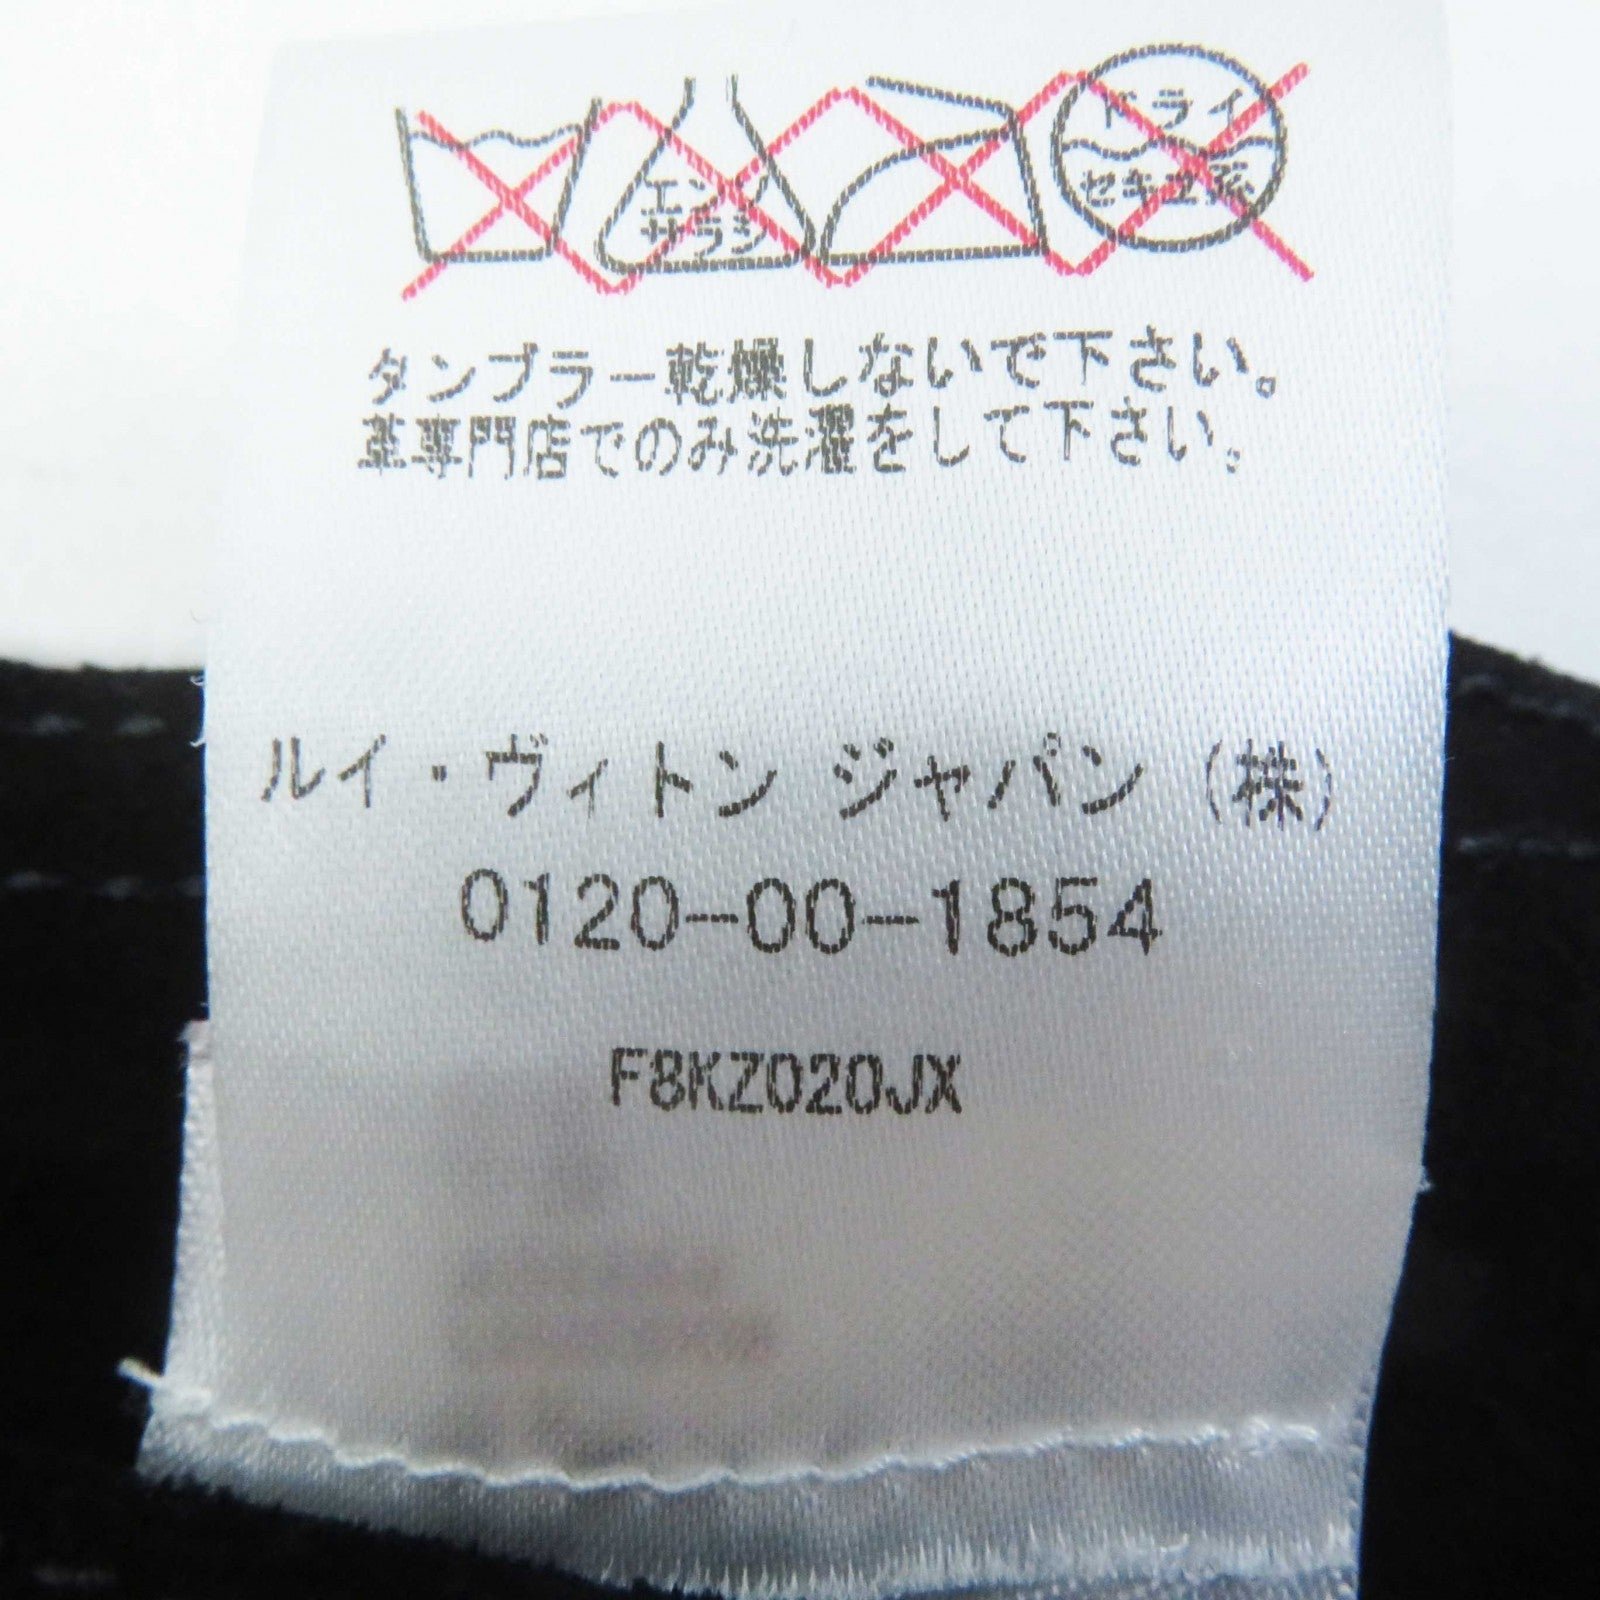 エンソサラシ
ドライ
セキユ系
タンブラー乾燥しないで下さい。
革専門店でのみ洗濯をして下さい。
ルイ・ヴィトン ジャパン (株)
0120-00-1854
F8KZ020JX